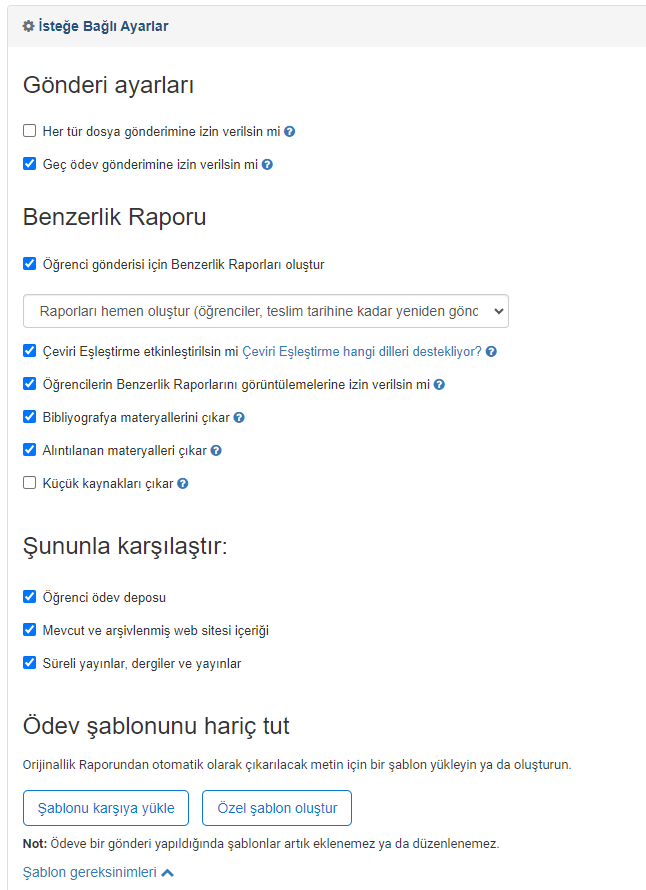 İsteğe Bağlı Ayarlar
Gönderi ayarları
Her tür dosya gönderimine izin verilsin mi
Geç ödev gönderimine izin verilsin mi
Benzerlik Raporu
Öğrenci gönderisi için Benzerlik Raporları oluştur
Raporları hemen oluştur (öğrenciler, teslim tarihine kadar yeniden gönd
Çeviri Eşleştirme etkinleştirilsin mi Çeviri Eşleştirme hangi dilleri destekliyor?
Öğrencilerin Benzerlik Raporlarını görüntülemelerine izin verilsin mi
Bibliyografya materyallerini çıkar
Alıntılanan materyalleri çıkar
Küçük kaynakları çıkar
Şununla karşılaştır:
Öğrenci ödev deposu
Mevcut ve arşivlenmiş web sitesi içeriği
Süreli yayınlar, dergiler ve yayınlar
Ödev şablonunu hariç tut
Orijinallik Raporundan otomatik olarak çıkarılacak metin için bir şablon yükleyin ya da oluşturun.
Şablonu karşıya yükle Özel şablon oluştur
Not: Ödeve bir gönderi yapıldığında şablonlar artık eklenemez ya da düzenlenemez.
Şablon gereksinimleri